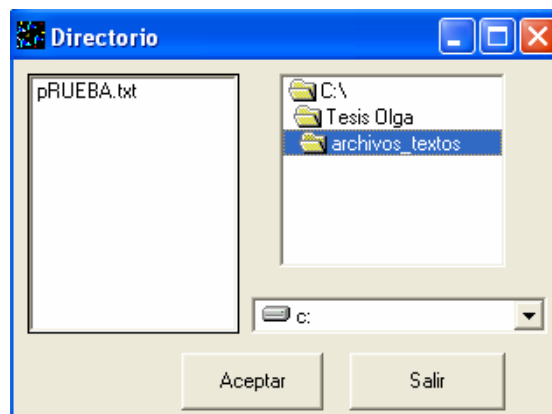 Directorio
pRUEBA.txt
C:\
Tesis Olga
archivos_textos
c:
Aceptar
Salir